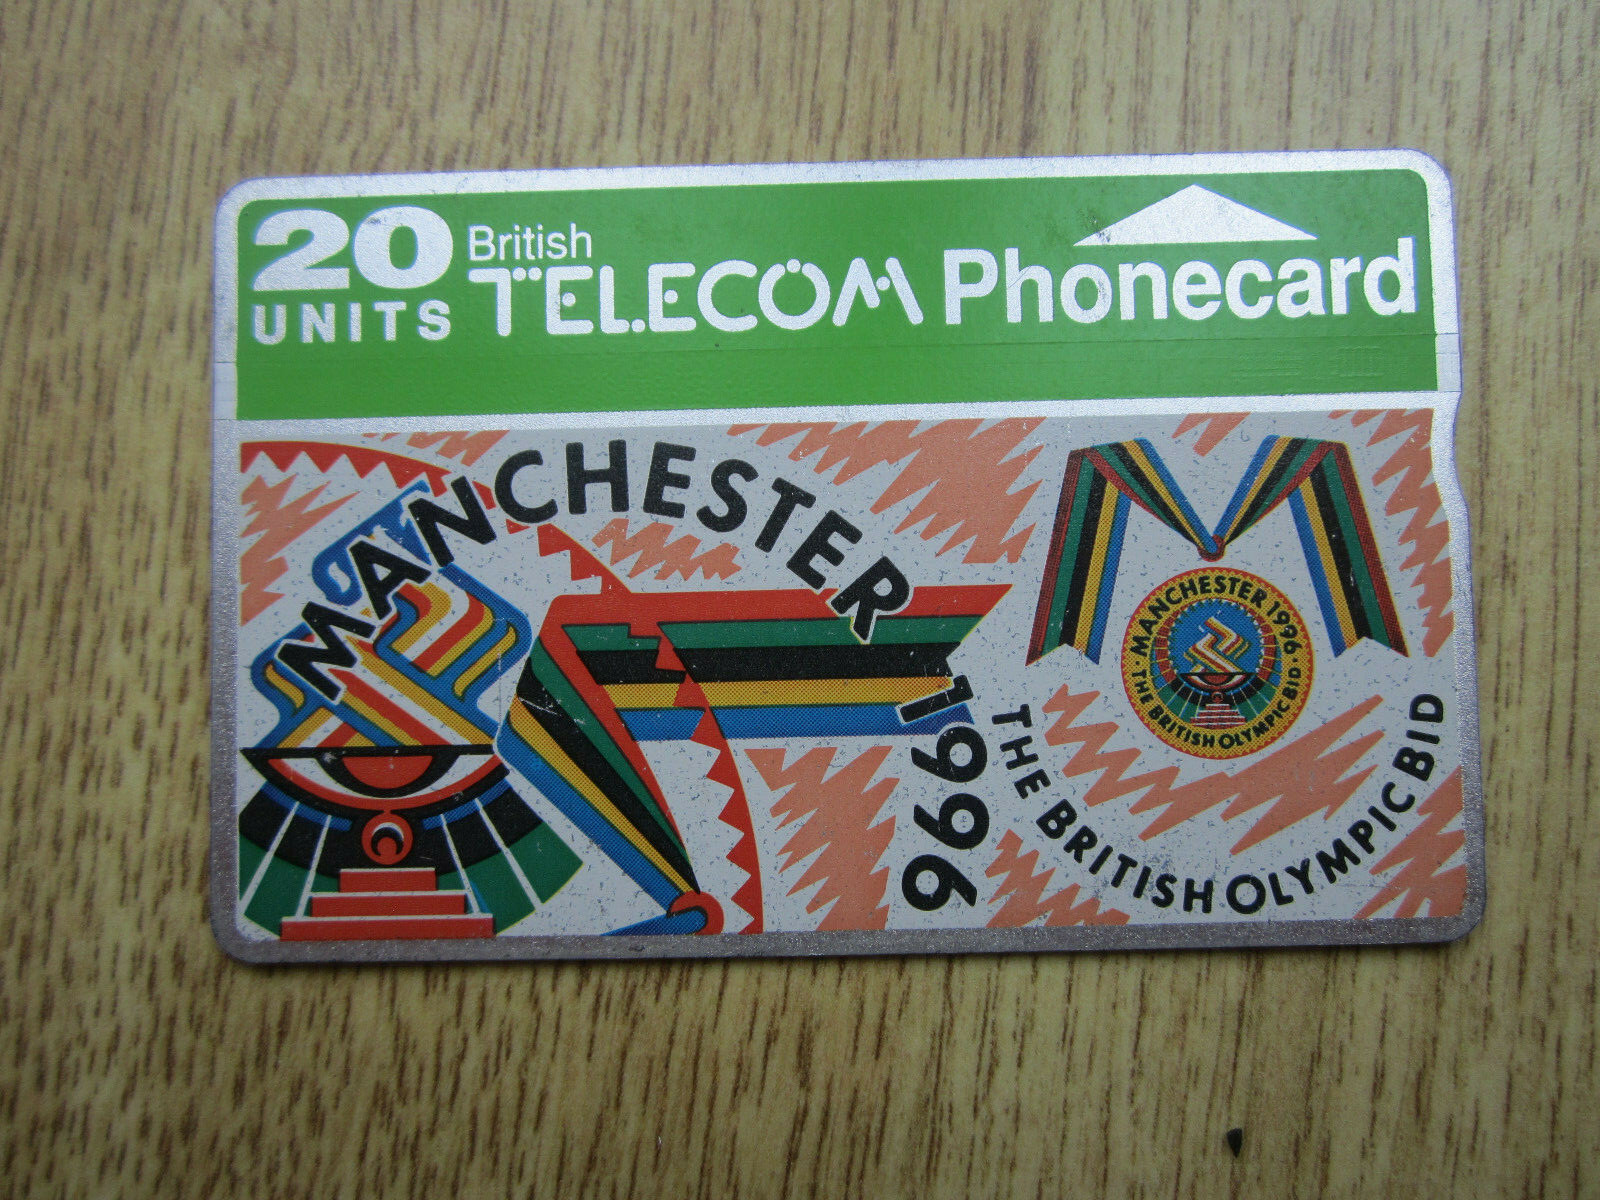 20
UNITS
British
TELECOM Phonecard
MANCHESTER 1996
THE BRITISH OLYMPIC BID
MANCHESTER 1996 · THE BRITISH OLYMPIC BID ·